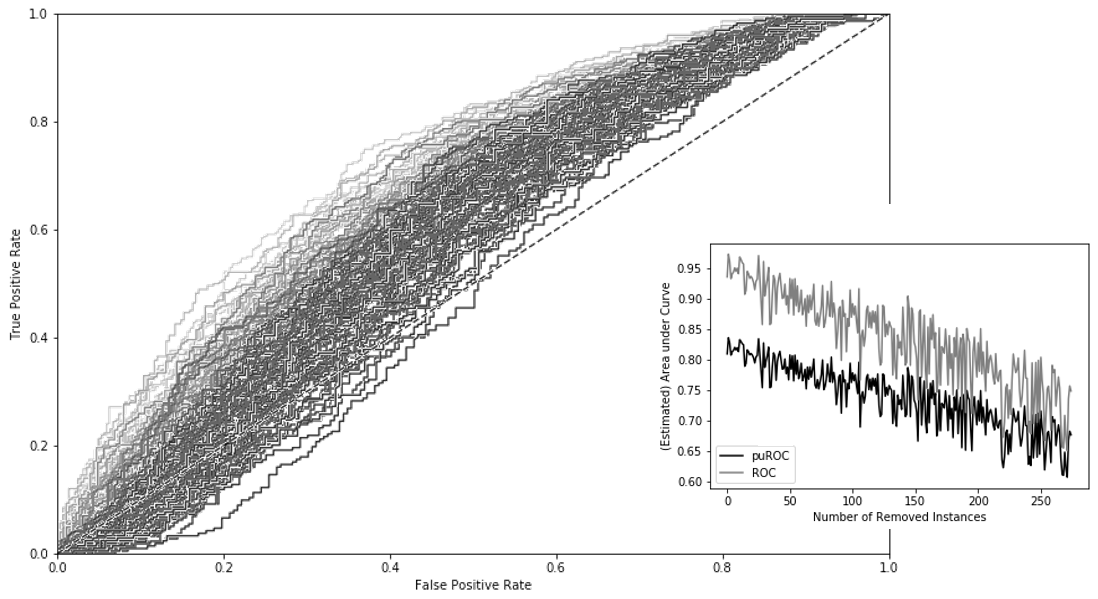 1.0
0.8
0.6
0.4
0.2
0.0
True Positive Rate
0.0 0.2 0.4 0.6 0.8 1.0
False Positive Rate
0.95
0.90
0.85
0.80
0.75
0.70
0.65
0.60
(Estimated) Area under Curve
puROC
ROC
0 50 100 150 200 250
Number of Removed Instances